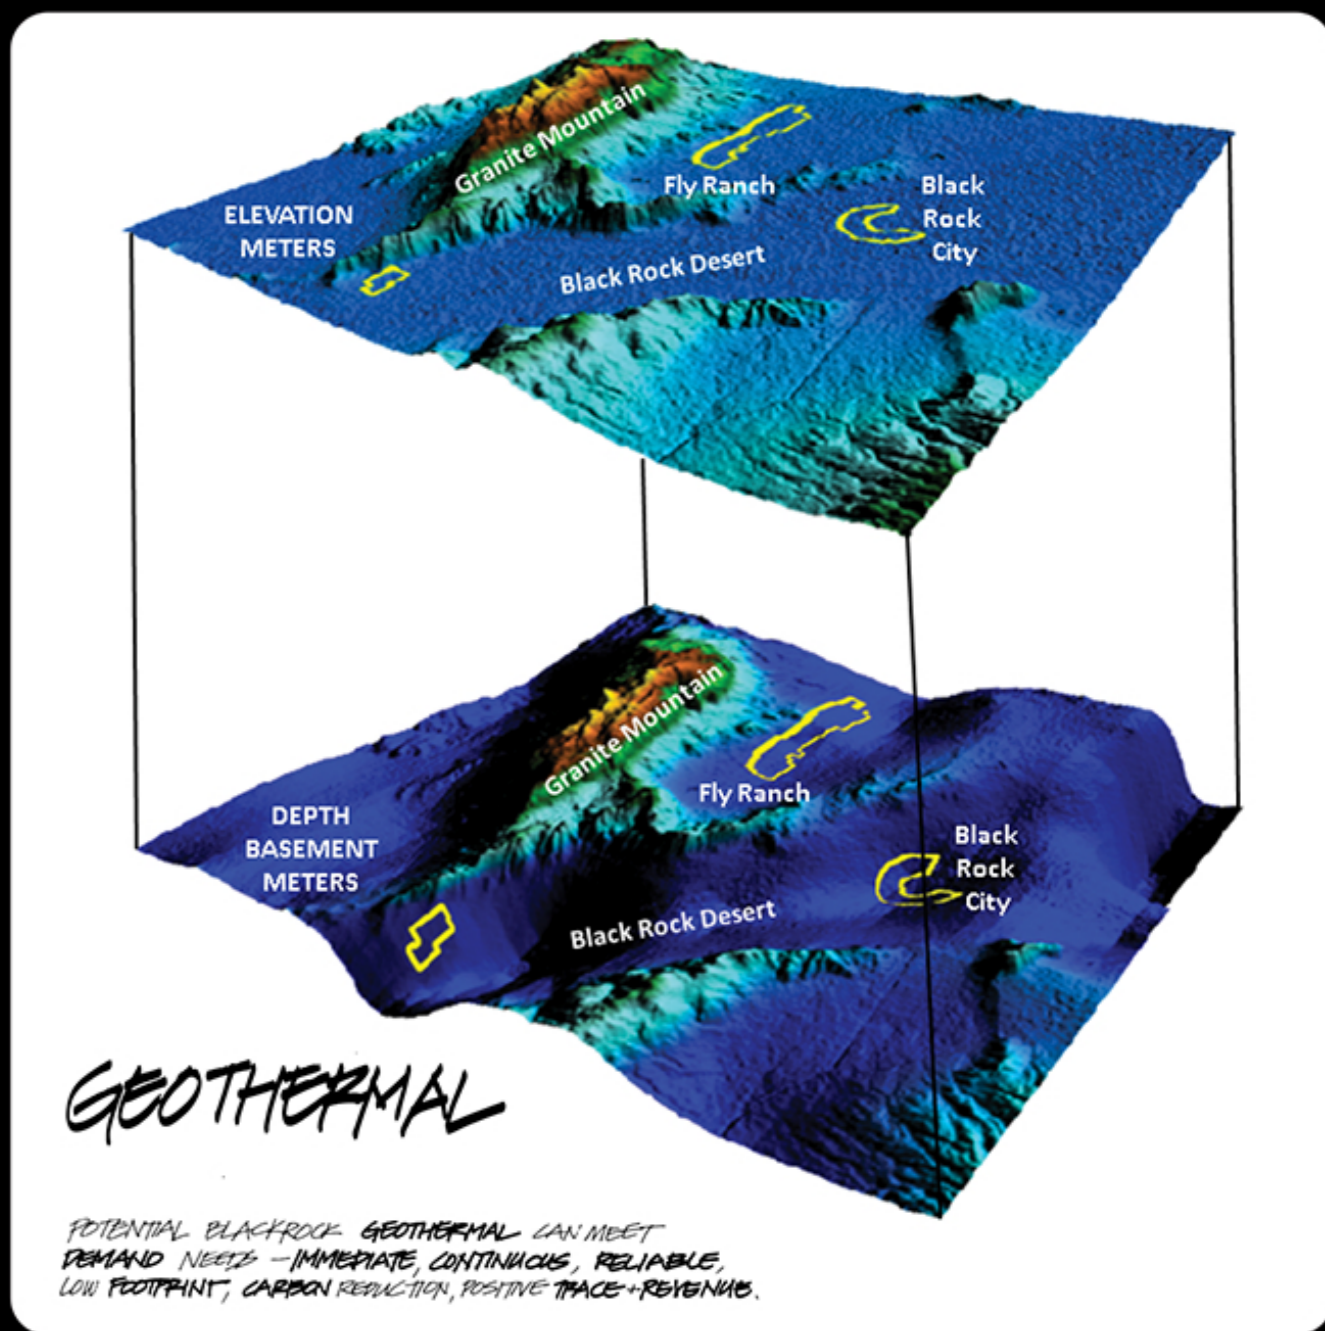 Granite Mountain
Fly Ranch
Black
Rock
City
ELEVATION
METERS
Black Rock Desert
Granite Mountain
Fly Ranch
DEPTH
BASEMENT
METERS
Black
Rock
City
Black Rock Desert
GEOTHERMAL
POTENTIAL BLACKROCK GEOTHERMAL CAN MEET
DEMAND NEEDS – IMMEDIATE, CONTINUOUS, RELIABLE,
LOW FOOTPRINT, CARBON REDUCTION, POSITIVE TRACE + REVENUE.